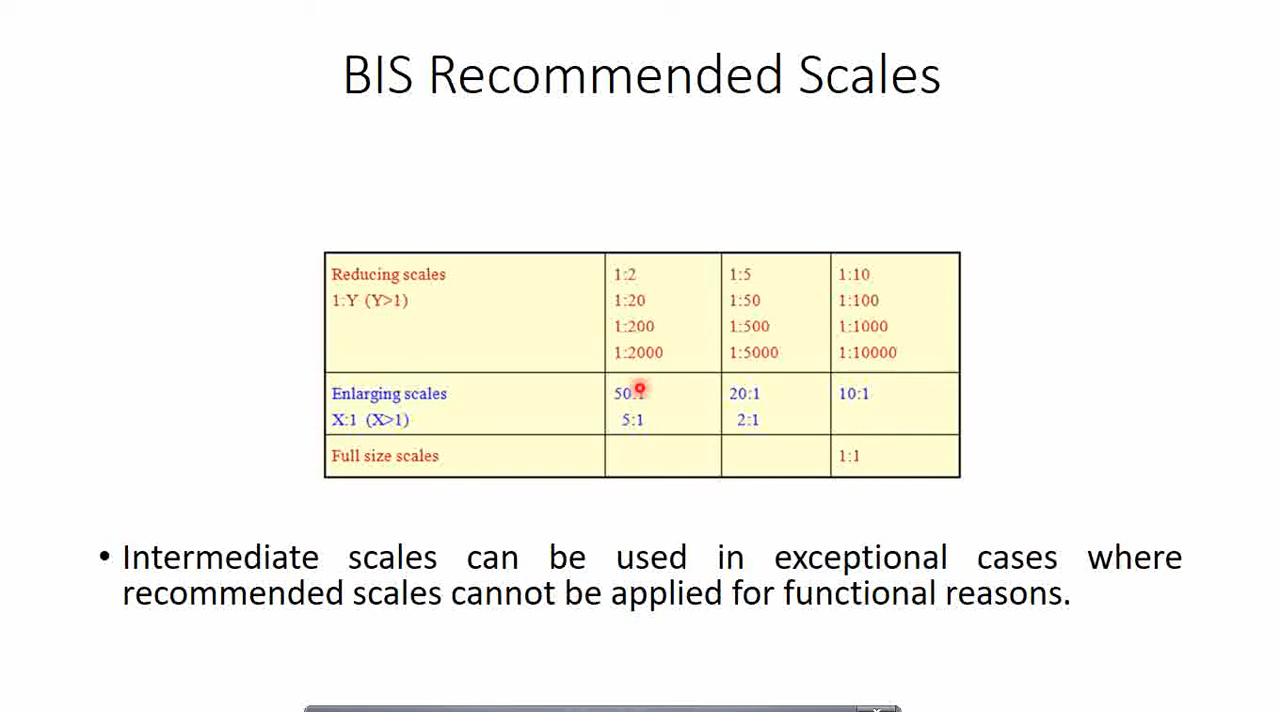 BIS Recommended Scales
Reducing scales 1:2 1:5 1:10
1:Y (Y>1) 1:20 1:50 1:100
1:200 1:500 1:1000
1:2000 1:5000 1:10000
Enlarging scales 50:1 20:1 10:1
X:1 (X>1) 5:1 2:1
Full size scales 1:1
• Intermediate scales can be used in exceptional cases where
recommended scales cannot be applied for functional reasons.